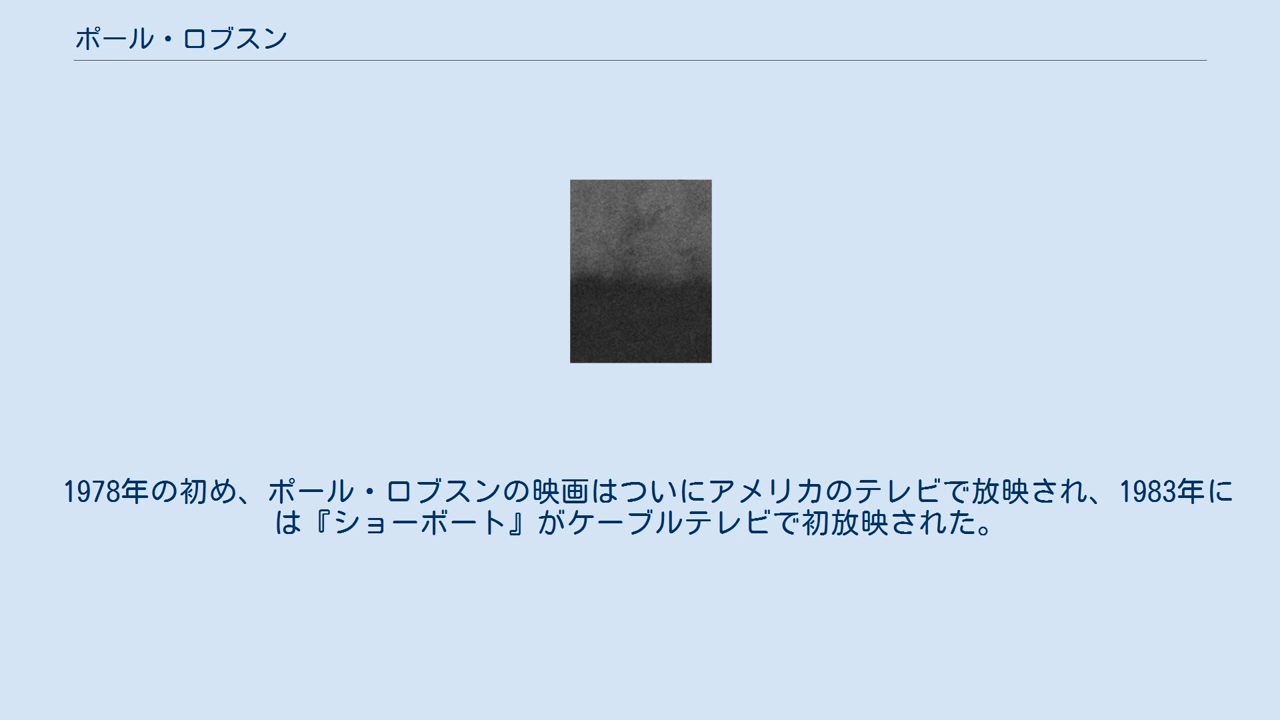 ポール・ロブスン
1978年の初め、ポール・ロブスンの映画はついにアメリカのテレビで放映され、1983年に
は『ショーボート』がケーブルテレビで初放映された。